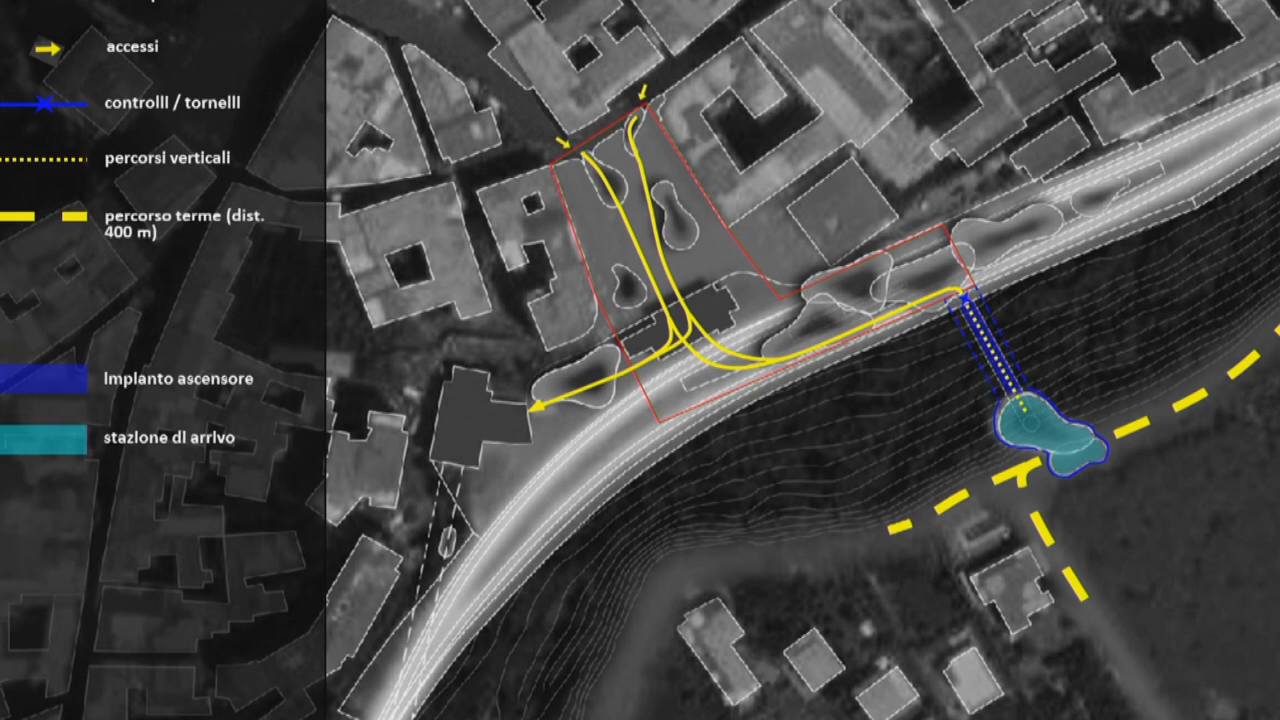 accessi
controlli / tornelli
percorsi verticali
percorso terme (dist.
400 m)
Impianto ascensore
stazione di arrivo